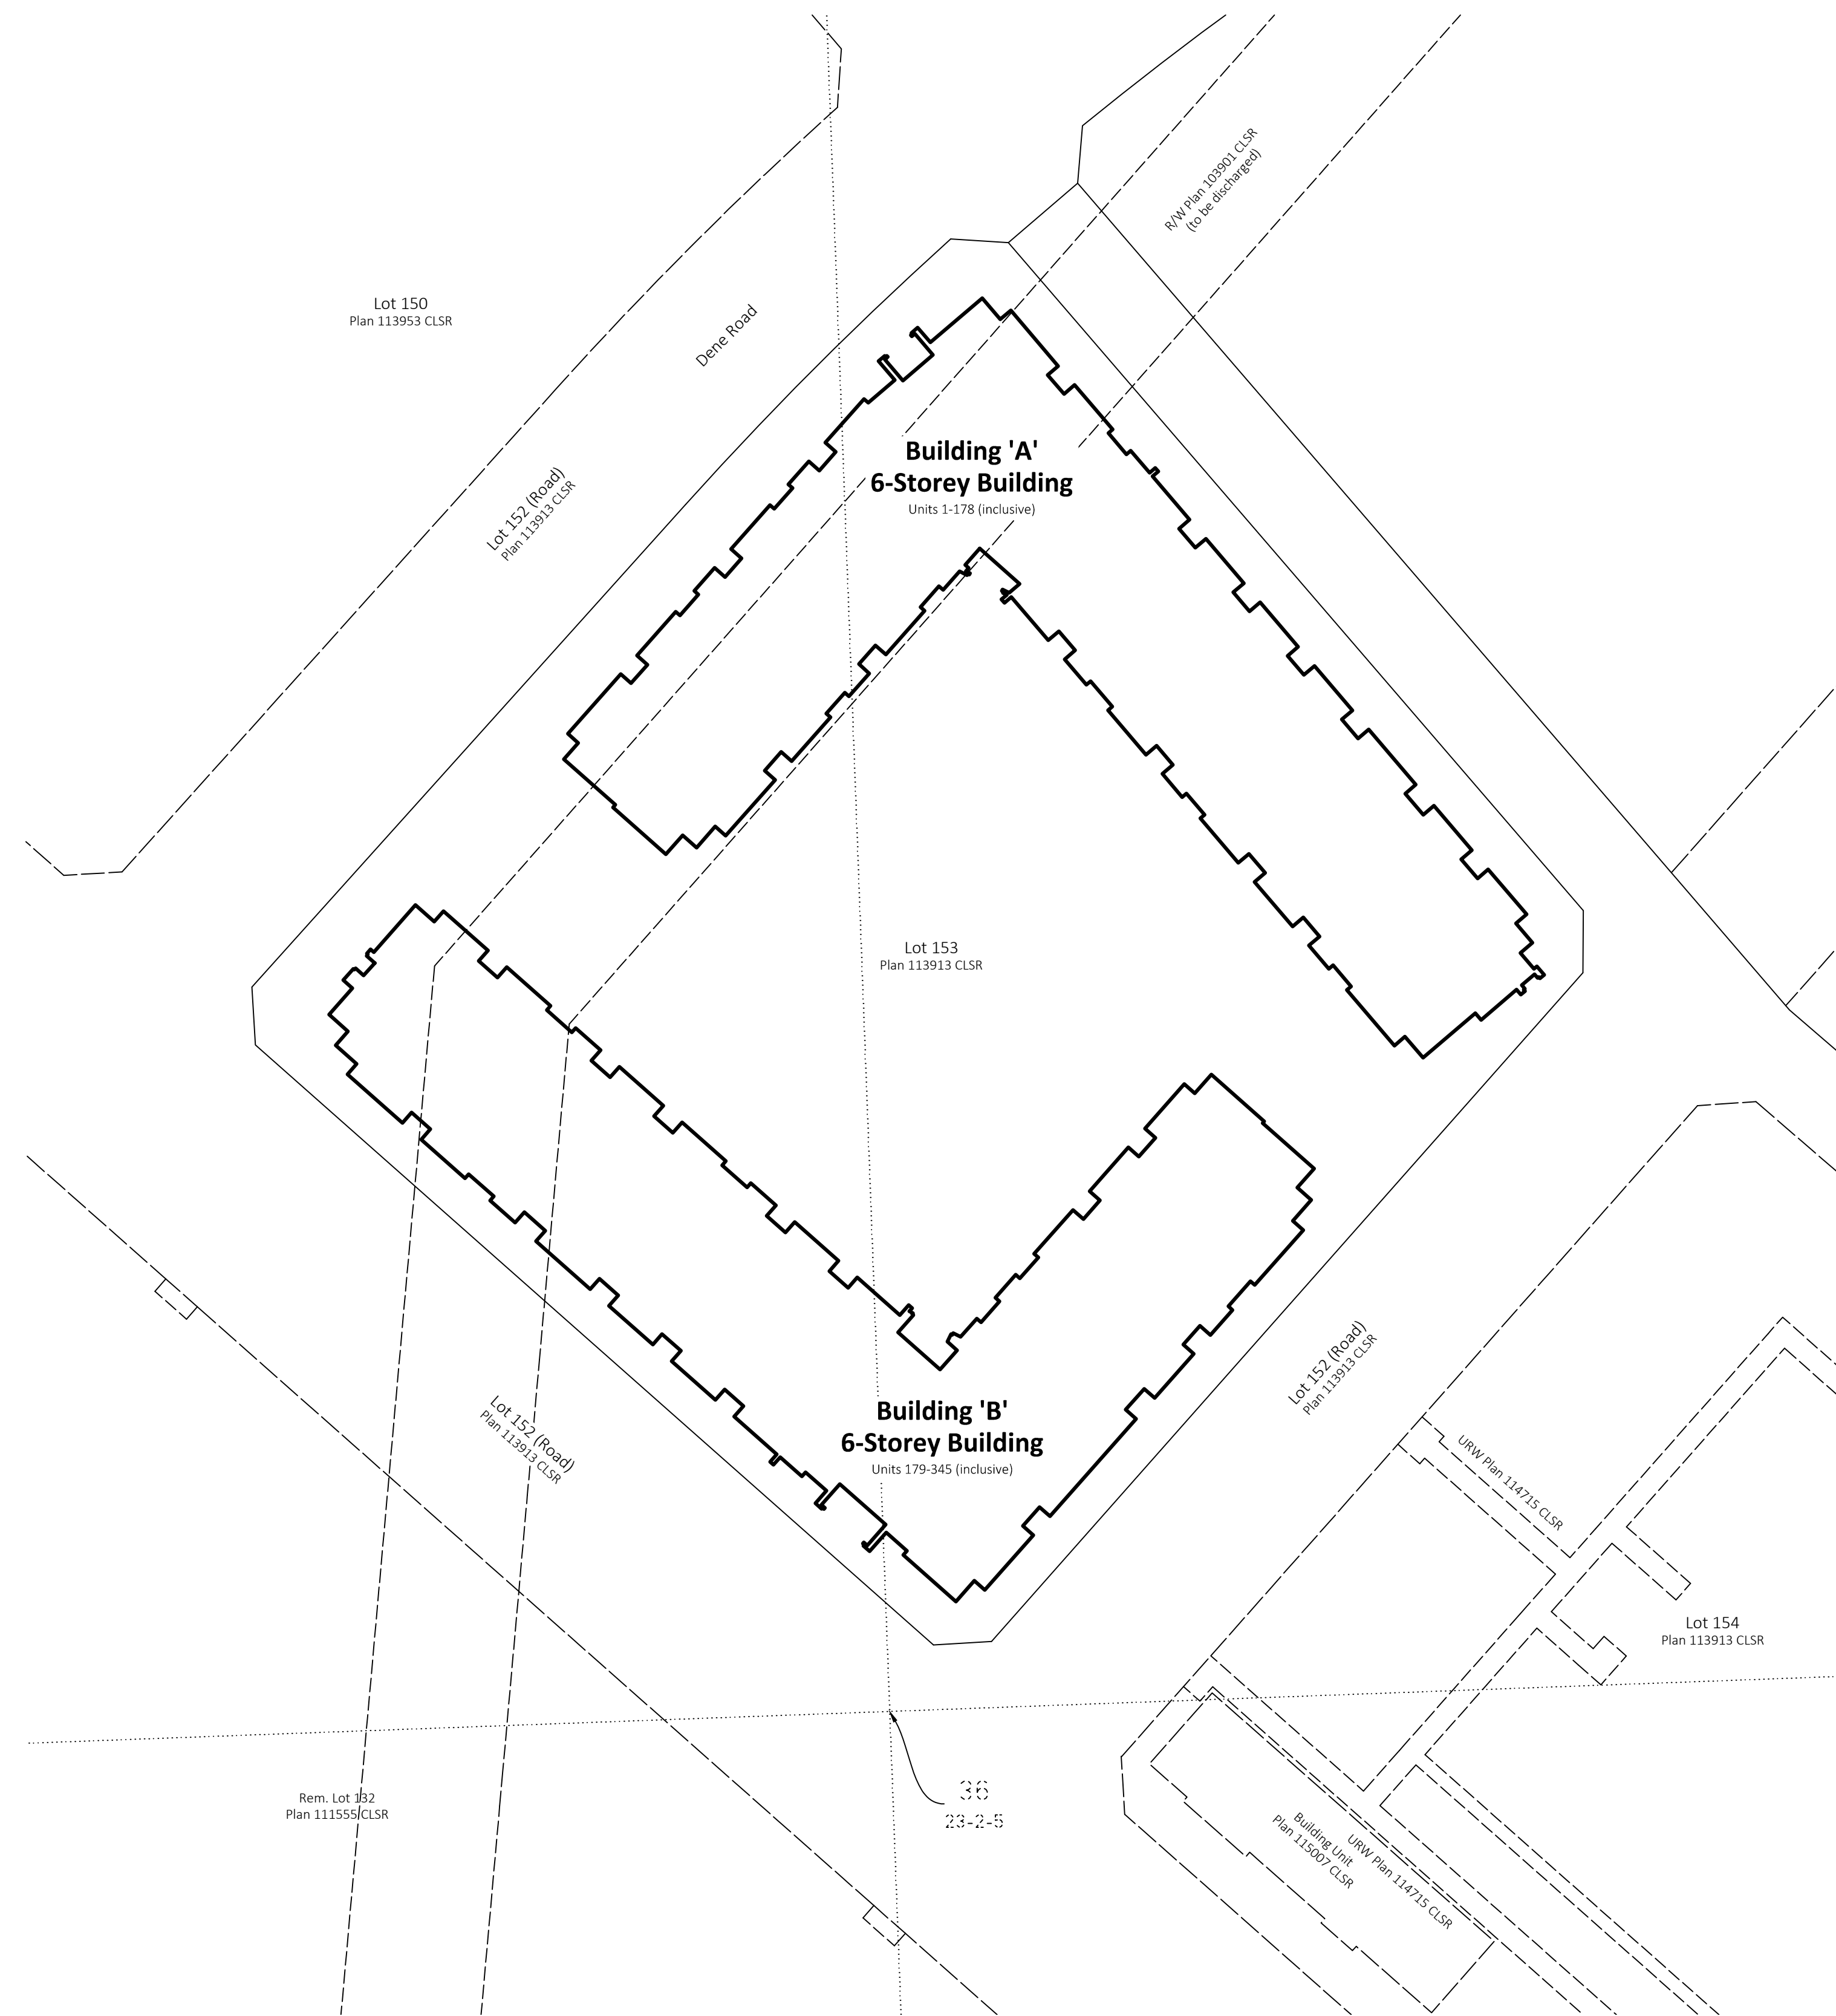 R/W Plan 103901 CLSR
(to be discharged)
Lot 150
Plan 113953 CLSR
Dene Road
Building 'A'
6-Storey Building
Units 1-178 (inclusive)
Lot 152 (Road)
Plan 113913 CLSR
Lot 153
Plan 113913 CLSR
Lot 152 (Road)
Plan 113913 CLSR
Lot 152 (Road)
Plan 113913 CLSR
Building 'B'
6-Storey Building
Units 179-345 (inclusive)
URW Plan 114715 CLSR
Lot 154
Plan 113913 CLSR
Rem. Lot 132
Plan 111555 CLSR
36
23-2-5
Building Unit
Plan 115007 CLSR
URW Plan 114715 CLSR